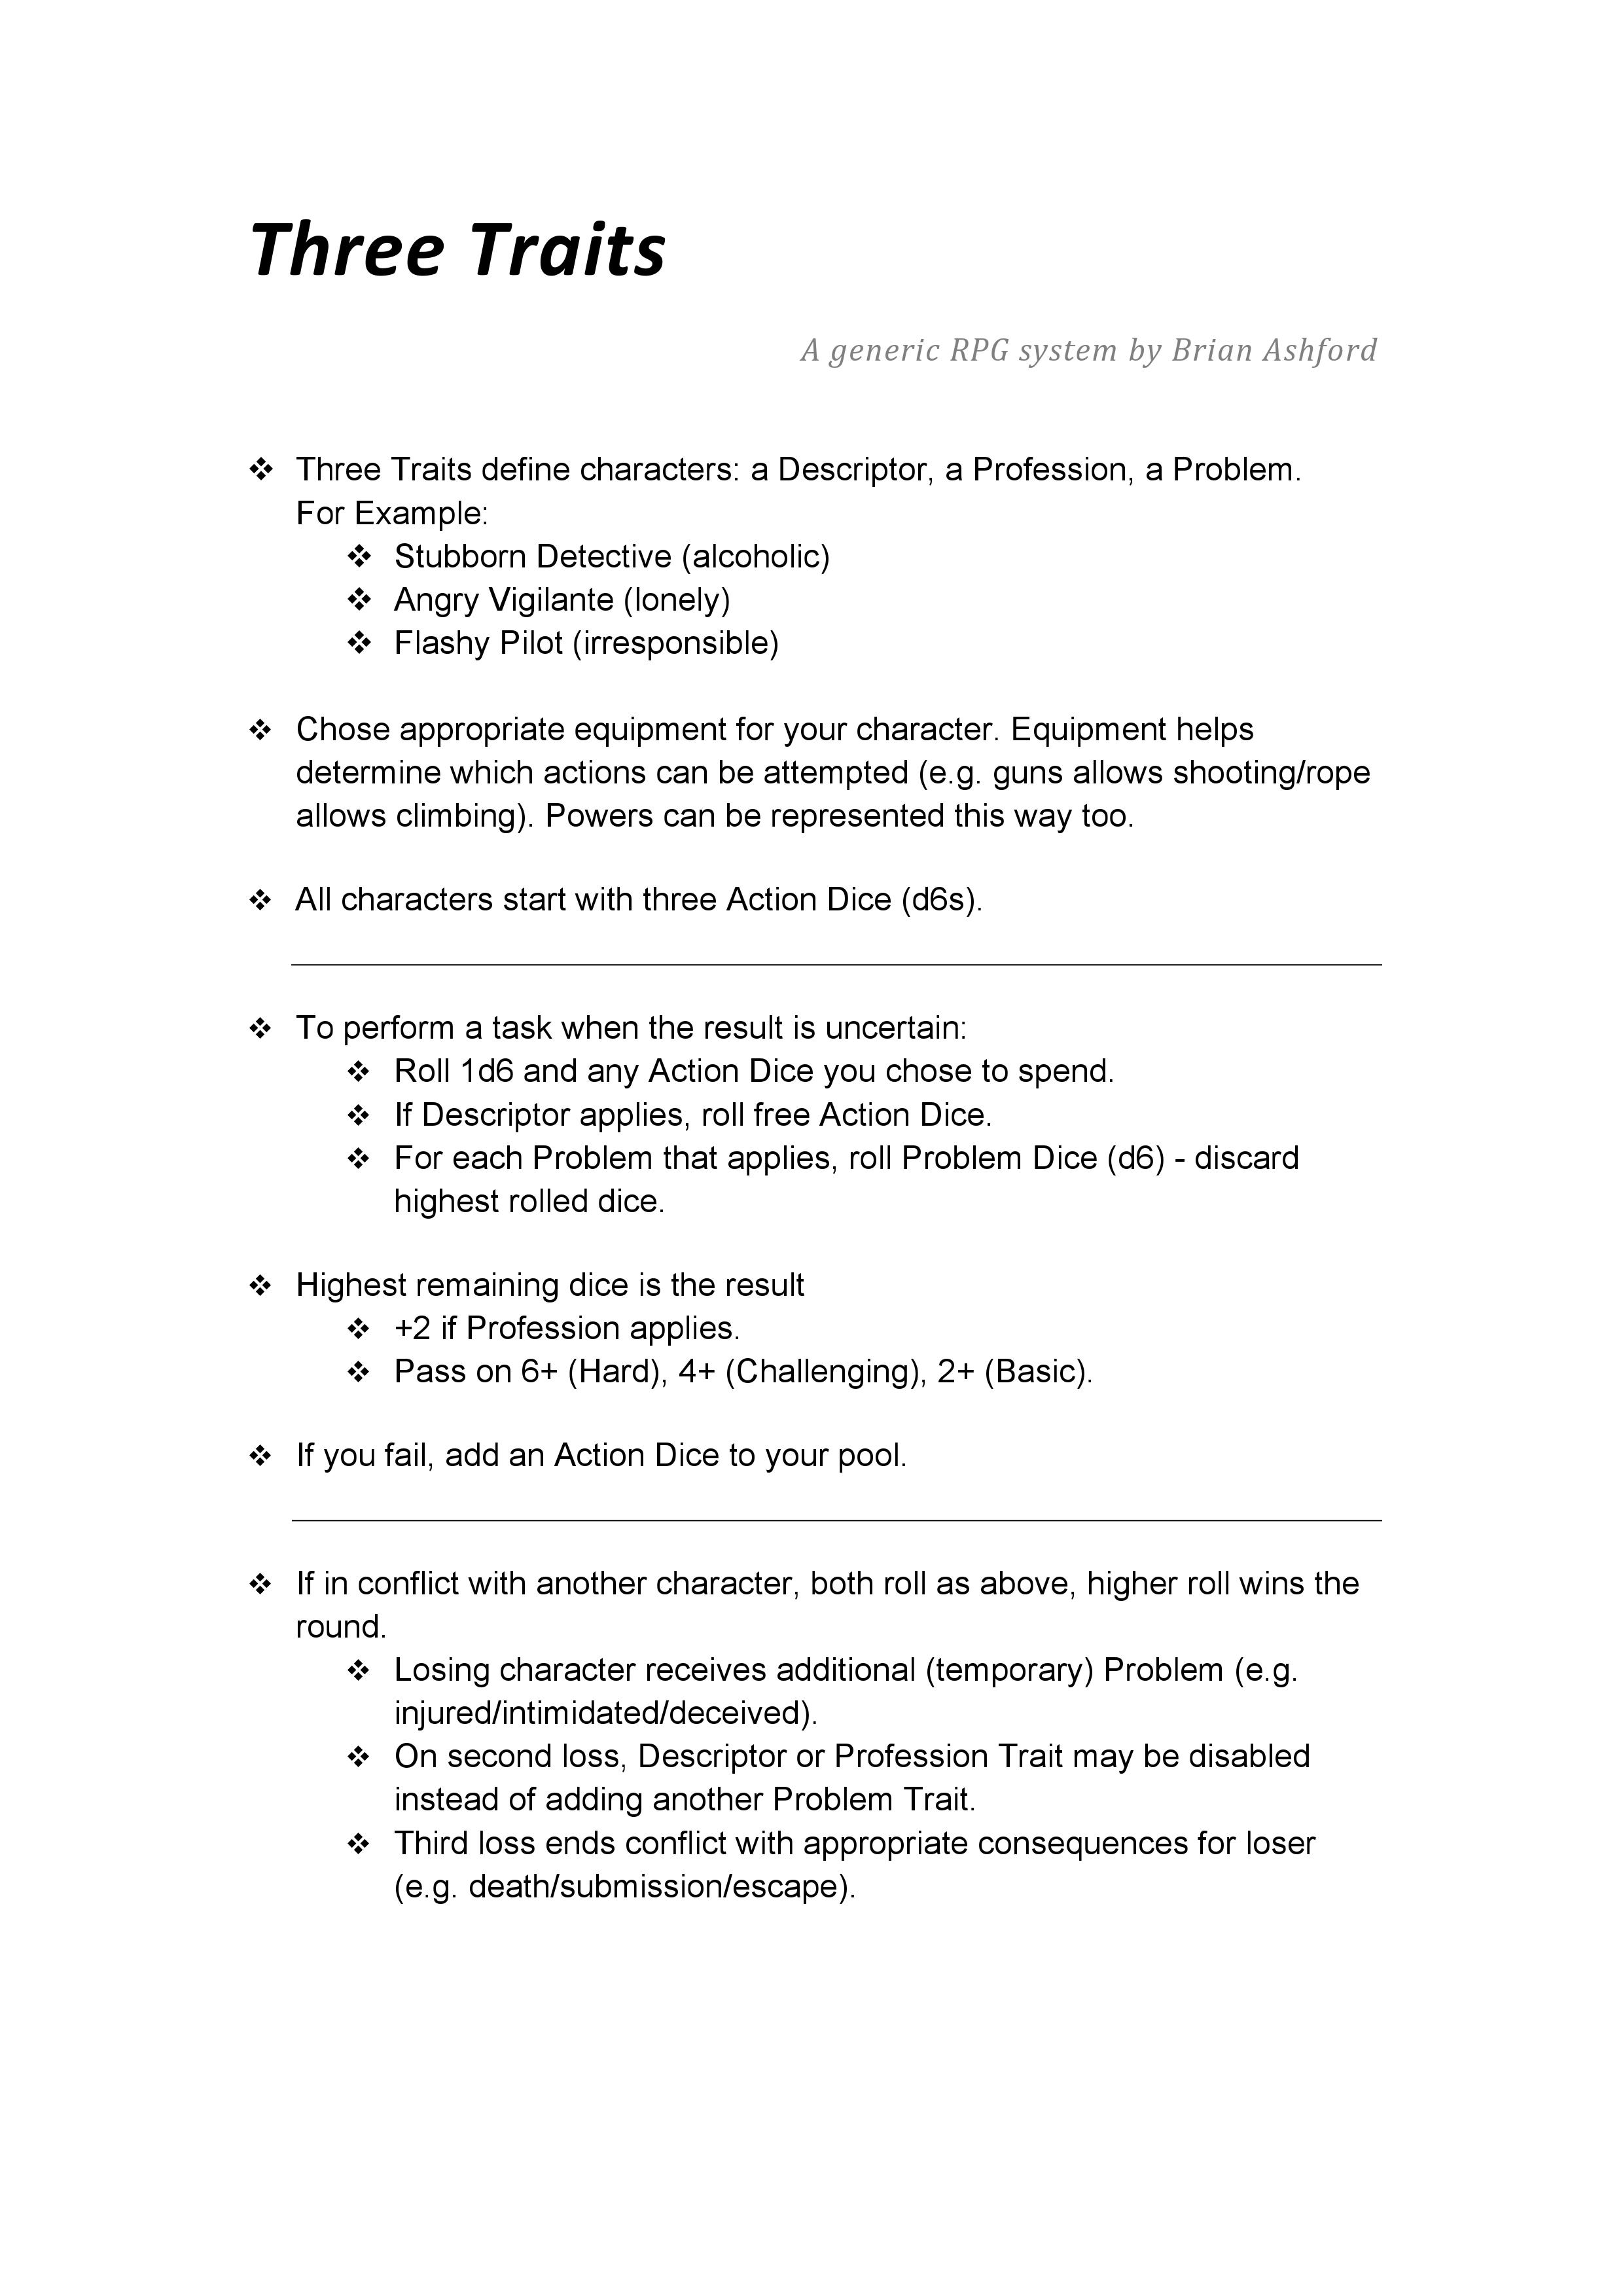 Three Traits
A generic RPG system by Brian Ashford
❖ Three Traits define characters: a Descriptor, a Profession, a Problem.
For Example:
❖ Stubborn Detective (alcoholic)
❖ Angry Vigilante (lonely)
❖ Flashy Pilot (irresponsible)
❖ Chose appropriate equipment for your character. Equipment helps
determine which actions can be attempted (e.g. guns allows shooting/rope
allows climbing). Powers can be represented this way too.
❖ All characters start with three Action Dice (d6s).
❖ To perform a task when the result is uncertain:
❖ Roll 1d6 and any Action Dice you chose to spend.
❖ If Descriptor applies, roll free Action Dice.
❖ For each Problem that applies, roll Problem Dice (d6) - discard
highest rolled dice.
❖ Highest remaining dice is the result
❖ +2 if Profession applies.
❖ Pass on 6+ (Hard), 4+ (Challenging), 2+ (Basic).
❖ If you fail, add an Action Dice to your pool.
❖ If in conflict with another character, both roll as above, higher roll wins the
round.
❖ Losing character receives additional (temporary) Problem (e.g.
injured/intimidated/deceived).
❖ On second loss, Descriptor or Profession Trait may be disabled
instead of adding another Problem Trait.
❖ Third loss ends conflict with appropriate consequences for loser
(e.g. death/submission/escape).